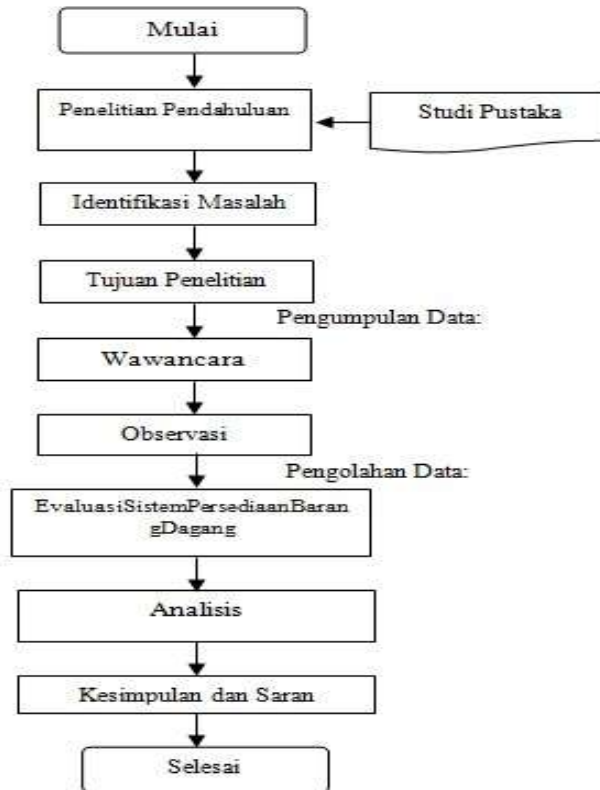 Mulai
Penelitian Pendahuluan
Studi Pustaka
Identifikasi Masalah
Tujuan Penelitian
Pengumpulan Data:
Wawancara
Observasi
Pengolahan Data:
EvaluasiSistemPersediaanBaran
gDagang
Analisis
Kesimpulan dan Saran
Selesai